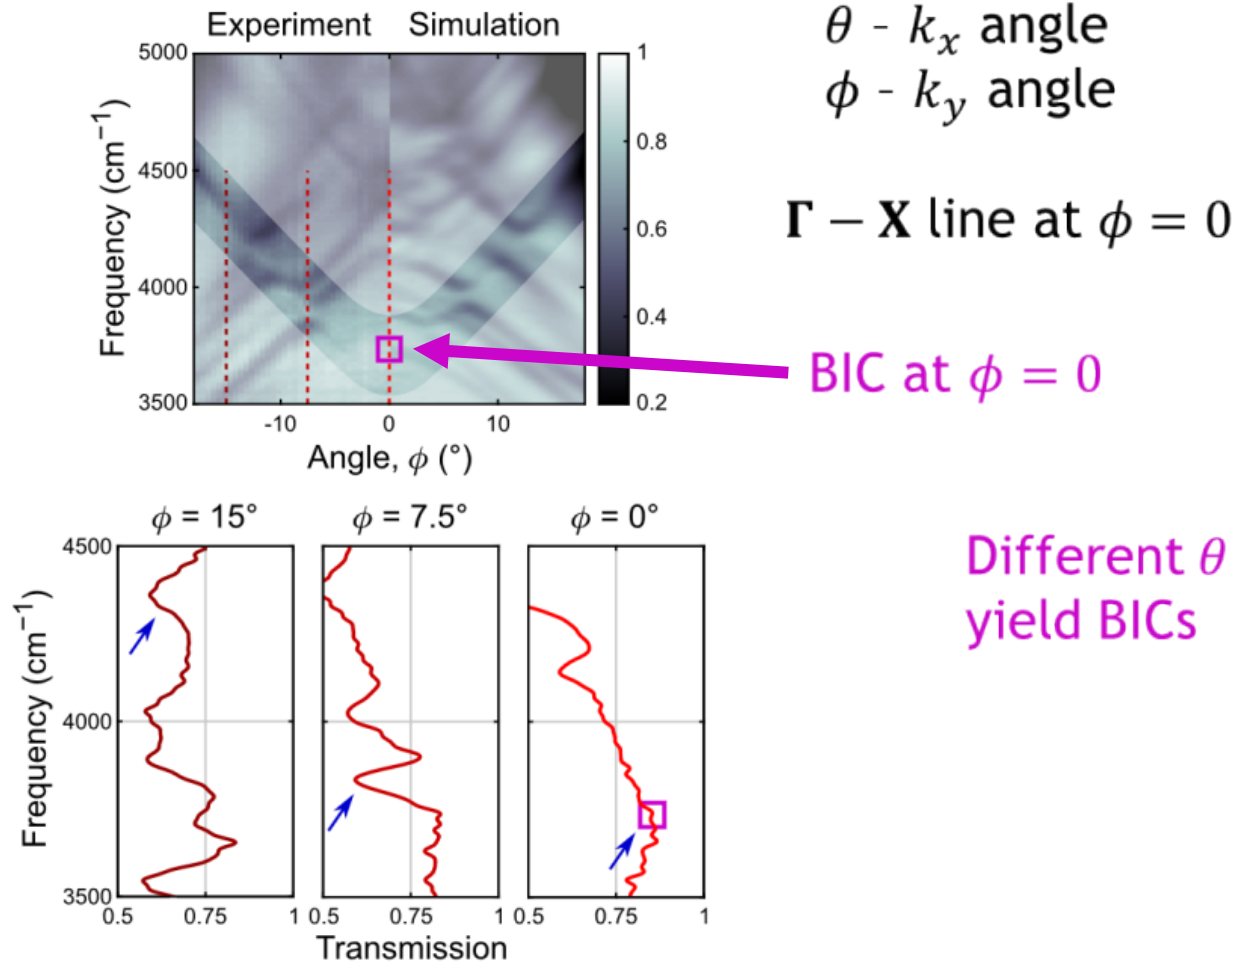 Experiment Simulation
5000
4500
4000
3500
Frequency (cm⁻¹)
-10 0 10
Angle, ϕ (°)
1
0.8
0.6
0.4
0.2
θ - kₓ angle
ϕ - k_y angle
Γ – X line at ϕ = 0
BIC at ϕ = 0
Different θ
yield BICs
ϕ = 15° ϕ = 7.5° ϕ = 0°
4500
4000
3500
Frequency (cm⁻¹)
0.5 0.75 1 0.5 0.75 1 0.5 0.75 1
Transmission